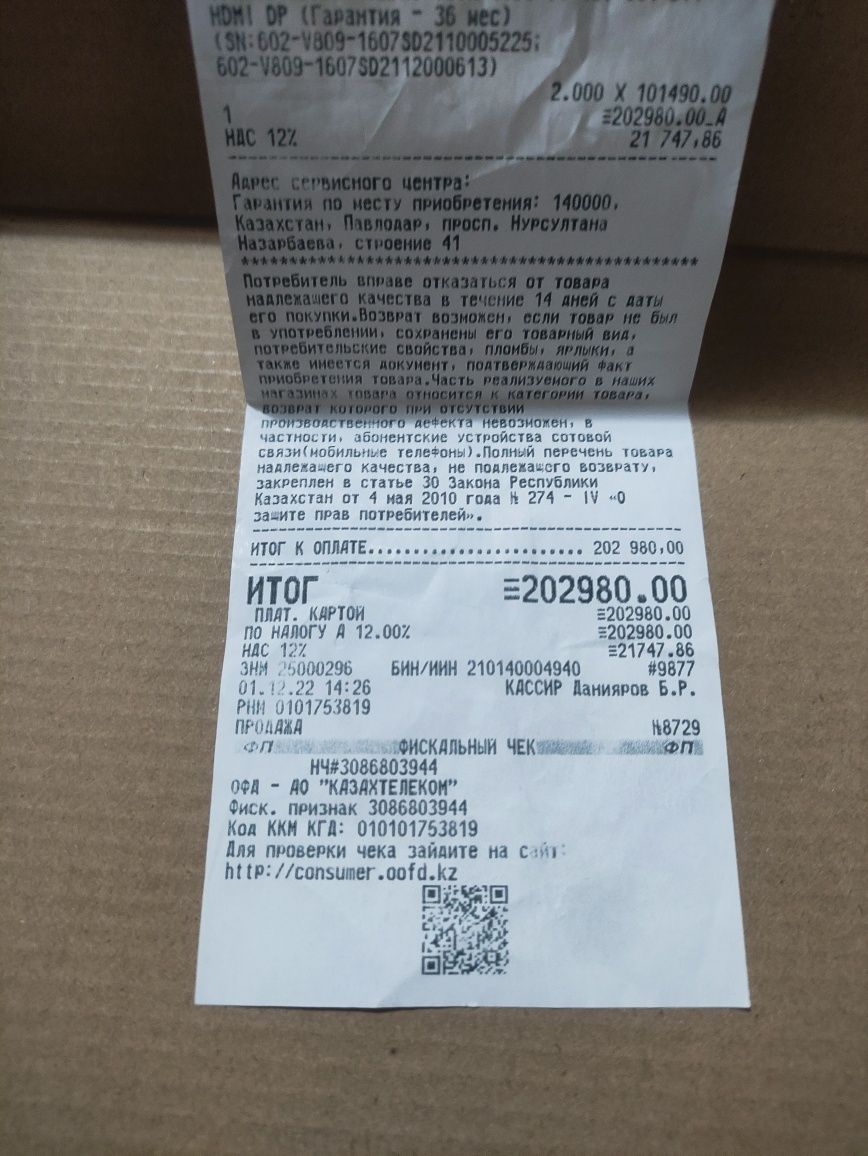 HDMI DP (Гарантия - 36 мес)
(SN:602-V809-1607SD2110005225;
602-V809-1607SD2112000613)
2.000 X 101490.00
1 ≡202980.00_А
НДС 12% 21 747,86
Адрес сервисного центра:
Гарантия по месту приобретения: 140000,
Казахстан, Павлодар, просп. Нурсултана
Назарбаева, строение 41
*************************************************
Потребитель вправе отказаться от товара
надлежащего качества в течение 14 дней с даты
его покупки.Возврат возможен, если товар не был
в употреблении, сохранены его товарный вид,
потребительские свойства, пломбы, ярлыки, а
также имеется документ, подтверждающий факт
приобретения товара.Часть реализуемого в наших
магазинах товара относится к категории товара,
возврат которого при отсутствии
производственного дефекта невозможен, в
частности, абонентские устройства сотовой
связи(мобильные телефоны).Полный перечень товара
надлежащего качества, не подлежащего возврату,
закреплен в статье 30 Закона Республики
Казахстан от 4 мая 2010 года № 274 - IV «О
защите прав потребителей».
ИТОГ К ОПЛАТЕ.......................... 202 980,00
ИТОГ ≡202980.00
ПЛАТ. КАРТОЙ ≡202980.00
ПО НАЛОГУ А 12.00% ≡202980.00
НДС 12% ≡21747.86
ЗНМ 25000296 БИН/ИИН 210140004940 #9877
01.12.22 14:26 КАССИР Данияров Б.Р.
РНМ 0101753819
ПРОДАЖА №8729
ФП ФИСКАЛЬНЫЙ ЧЕК ФП
НЧ#3086803944
ОФД - АО "КАЗАХТЕЛЕКОМ"
Фиск. признак 3086803944
Код ККМ КГД: 010101753819
Для проверки чека зайдите на сайт:
http://consumer.oofd.kz